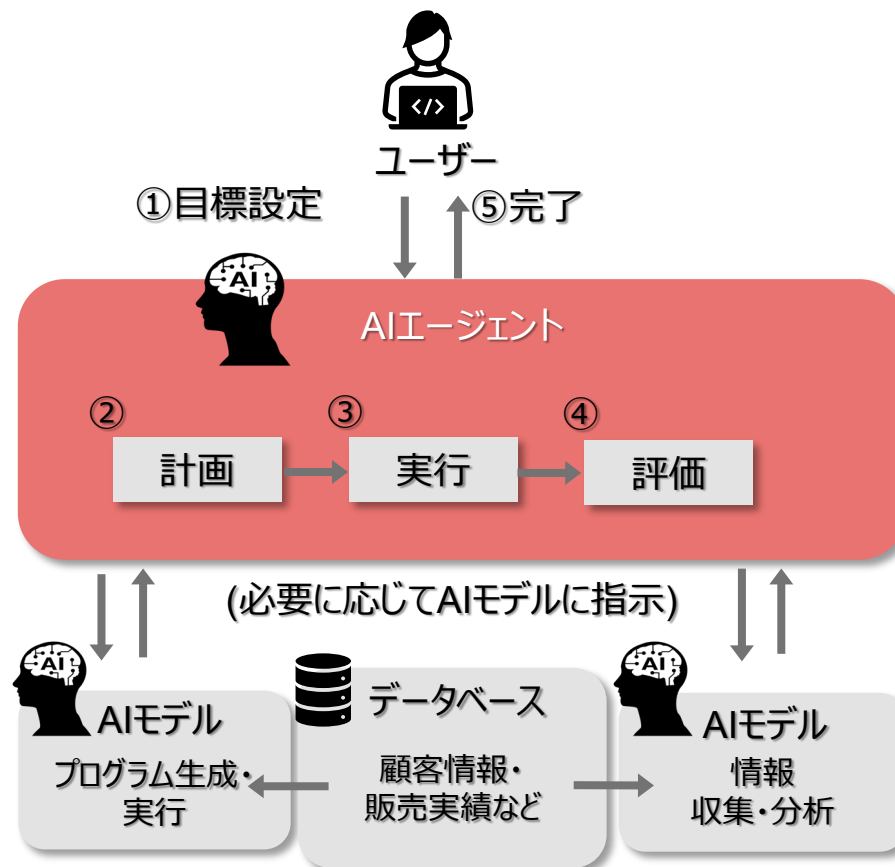 </>
ユーザー
①目標設定
⑤完了
AI
AIエージェント
②
③
④
計画
実行
評価
(必要に応じてAIモデルに指示)
AI
AIモデル
プログラム生成・
実行
データベース
顧客情報・
販売実績など
AI
AIモデル
情報
収集・分析